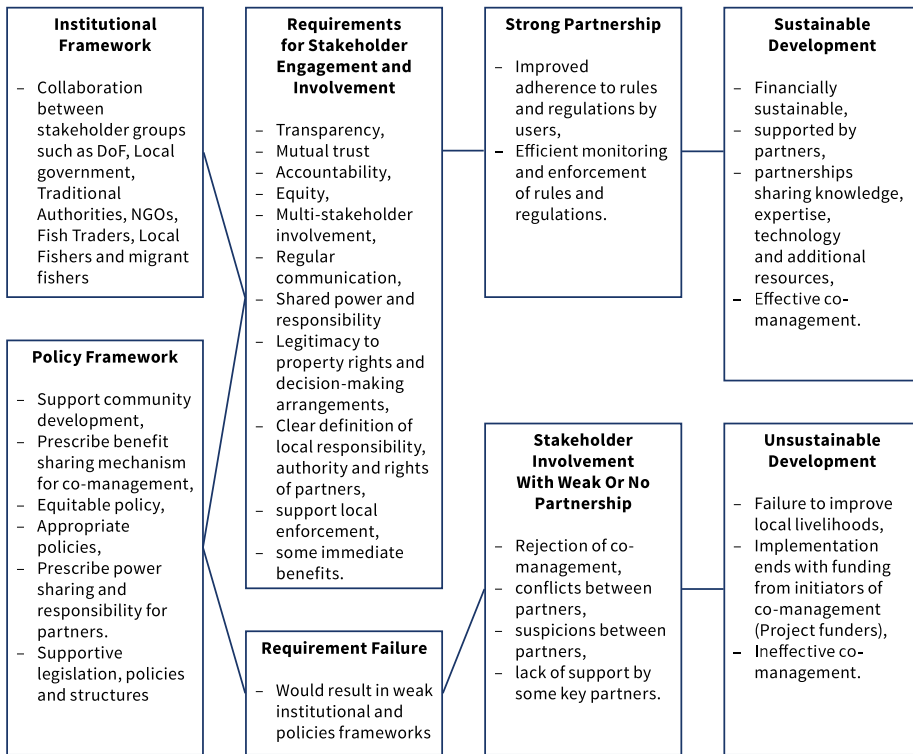 Institutional
Framework
– Collaboration
between
stakeholder groups
such as DoF, Local
government,
Traditional
Authorities, NGOs,
Fish Traders, Local
Fishers and migrant
fishers
Policy Framework
– Support community
development,
– Prescribe benefit
sharing mechanism
for co-management,
– Equitable policy,
– Appropriate
policies,
– Prescribe power
sharing and
responsibility for
partners.
– Supportive
legislation, policies
and structures
Requirements
for Stakeholder
Engagement and
Involvement
– Transparency,
– Mutual trust
– Accountability,
– Equity,
– Multi-stakeholder
involvement,
– Regular
communication,
– Shared power and
responsibility
– Legitimacy to
property rights and
decision-making
arrangements,
– Clear definition of
local responsibility,
authority and rights
of partners,
– support local
enforcement,
– some immediate
benefits.
Requirement Failure
– Would result in weak
institutional and
policies frameworks
Strong Partnership
– Improved
adherence to rules
and regulations by
users,
– Efficient monitoring
and enforcement
of rules and
regulations.
Stakeholder
Involvement
With Weak Or No
Partnership
– Rejection of co-
management,
– conflicts between
partners,
– suspicions between
partners,
– lack of support by
some key partners.
Sustainable
Development
– Financially
sustainable,
– supported by
partners,
– partnerships
sharing knowledge,
expertise,
technology
and additional
resources,
– Effective co-
management.
Unsustainable
Development
– Failure to improve
local livelihoods,
– Implementation
ends with funding
from initiators of
co-management
(Project funders),
– Ineffective co-
management.